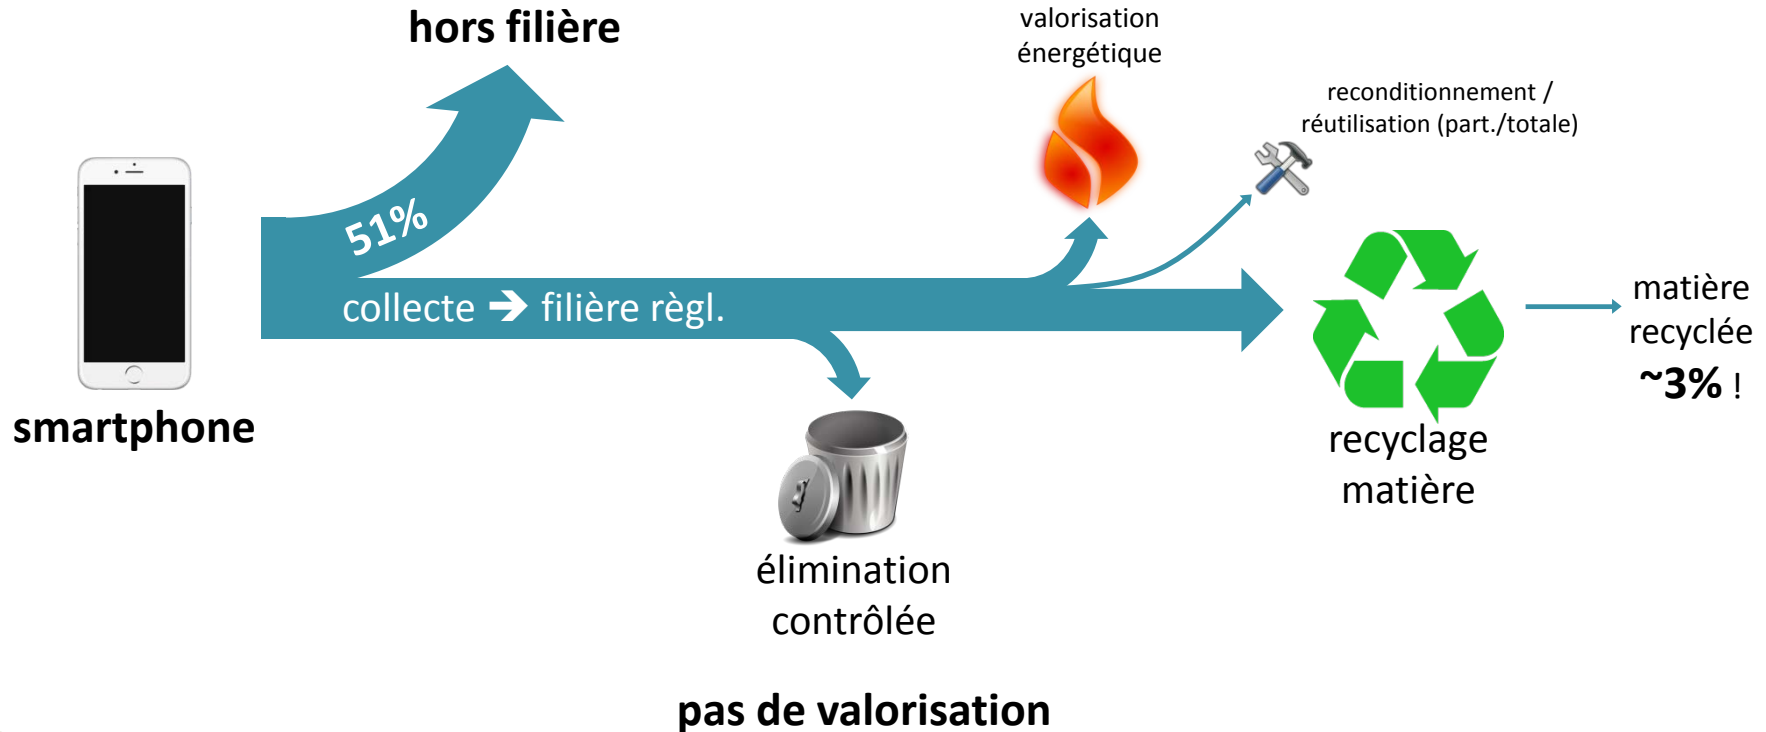 hors filière
valorisation
énergétique
reconditionnement /
réutilisation (part./totale)
51%
collecte ➔ filière règl.
matière
recyclée
~3% !
smartphone
recyclage
matière
élimination
contrôlée
pas de valorisation